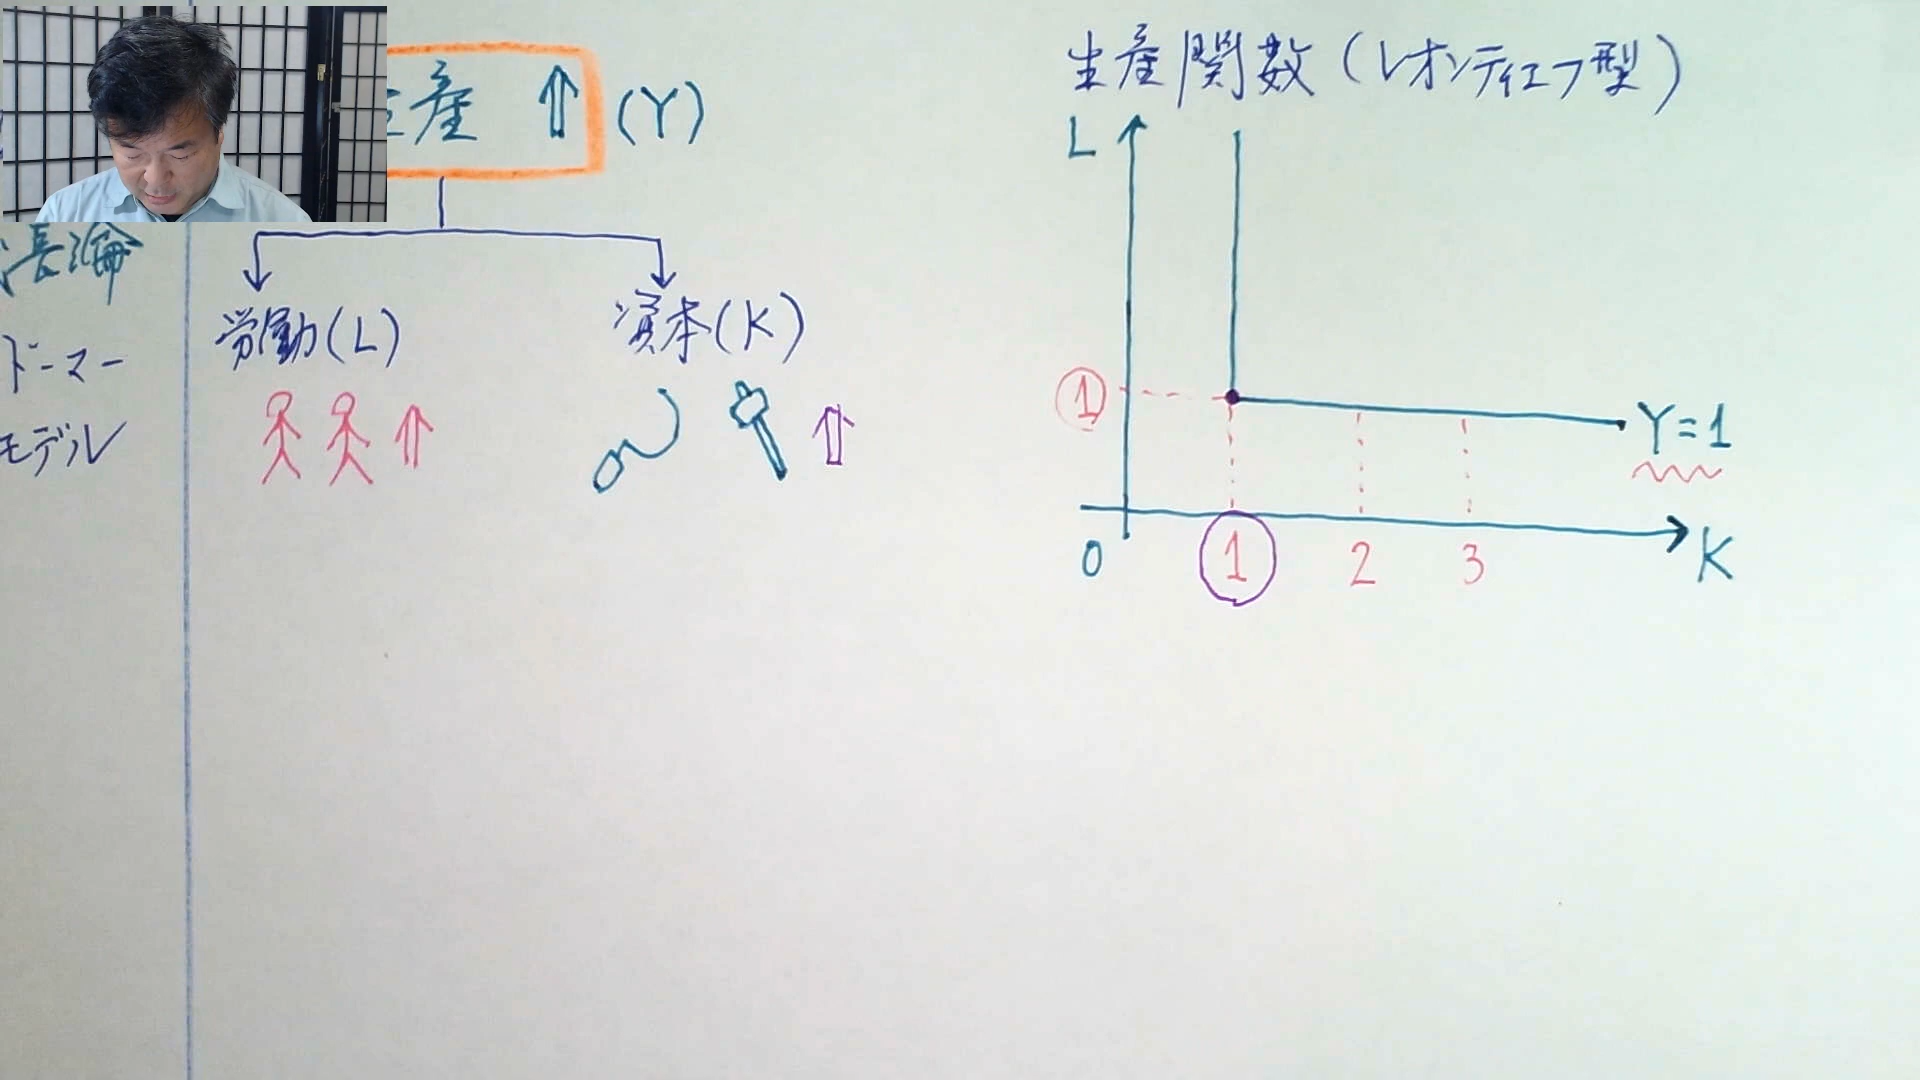 産 ⇧ (Y)
長論
ドーマー
モデル
労働(L)
資本(K)
生産関数(レオンティエフ型)
L
1
Y=1
0
1 2 3
K